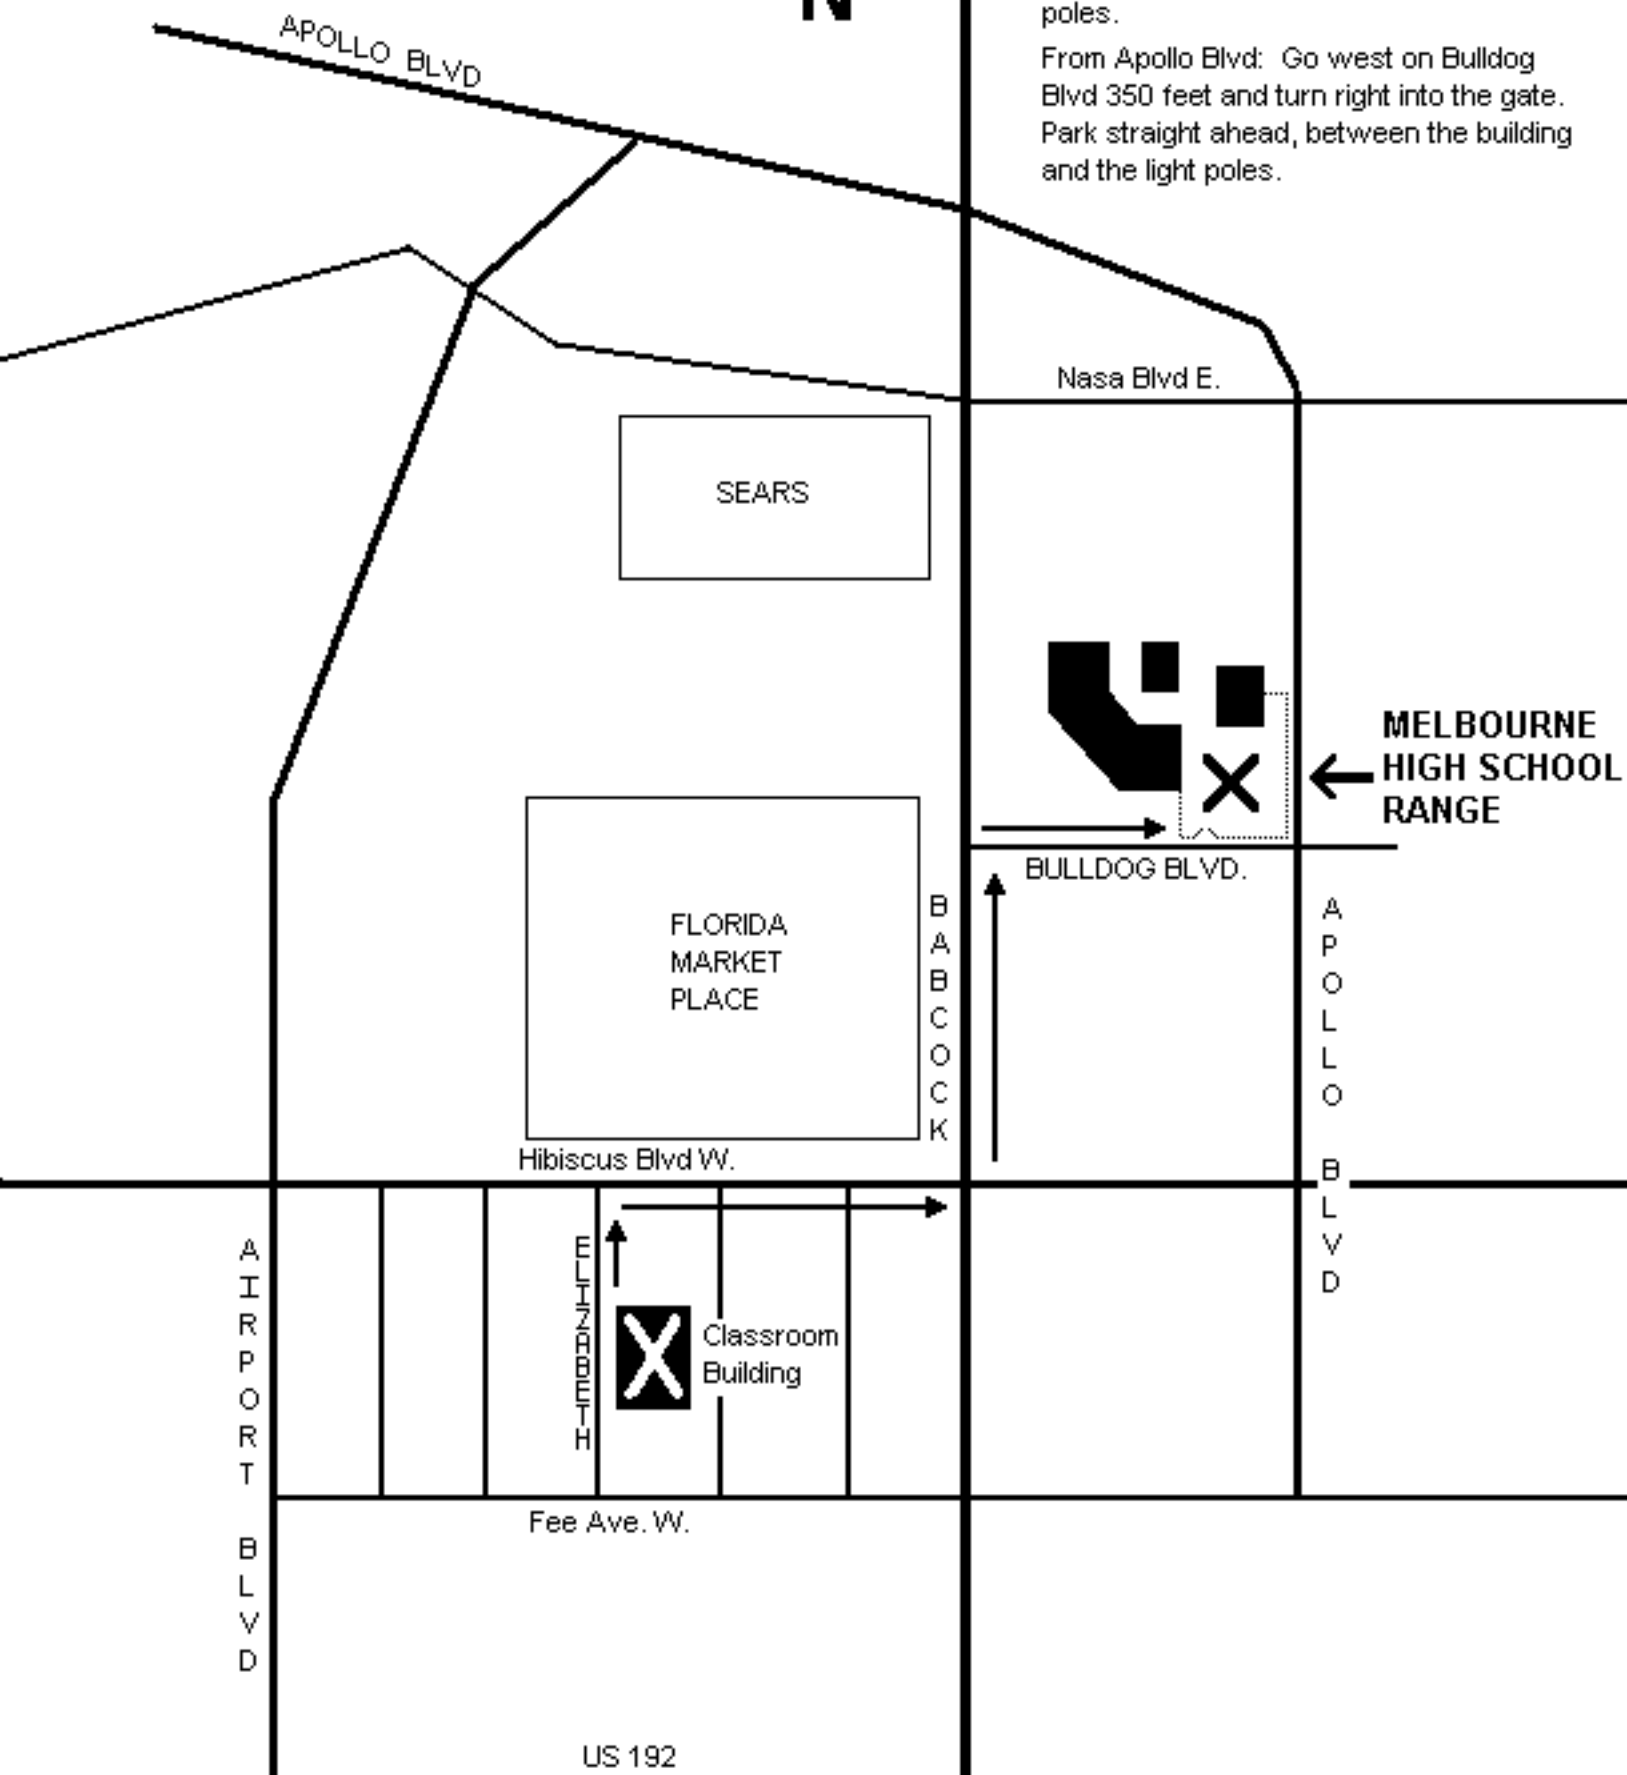 N
poles.
From Apollo Blvd: Go west on Bulldog
Blvd 350 feet and turn right into the gate.
Park straight ahead, between the building
and the light poles.
APOLLO BLVD
Nasa Blvd E.
SEARS
MELBOURNE
HIGH SCHOOL
RANGE
BULLDOG BLVD.
FLORIDA
MARKET
PLACE
BABCOCK
APOLLO BLVD
Hibiscus Blvd W.
ELIZABETH
Classroom
Building
AIRPORT BLVD
Fee Ave. W.
US 192